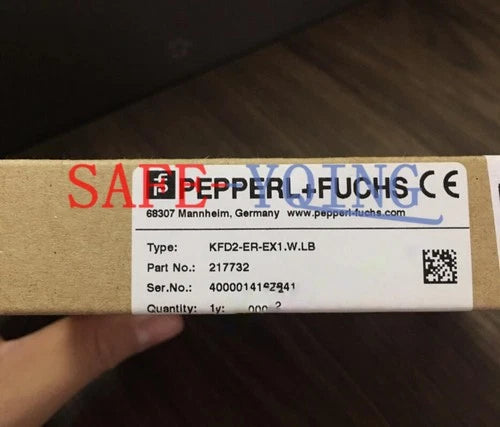 SAFE-YQING
PEPPERL+FUCHS CE
68307 Mannheim, Germany www.pepperl-fuchs.com
Type: KFD2-ER-EX1.W.LB
Part No.: 217732
Ser.No.:
Quantity: